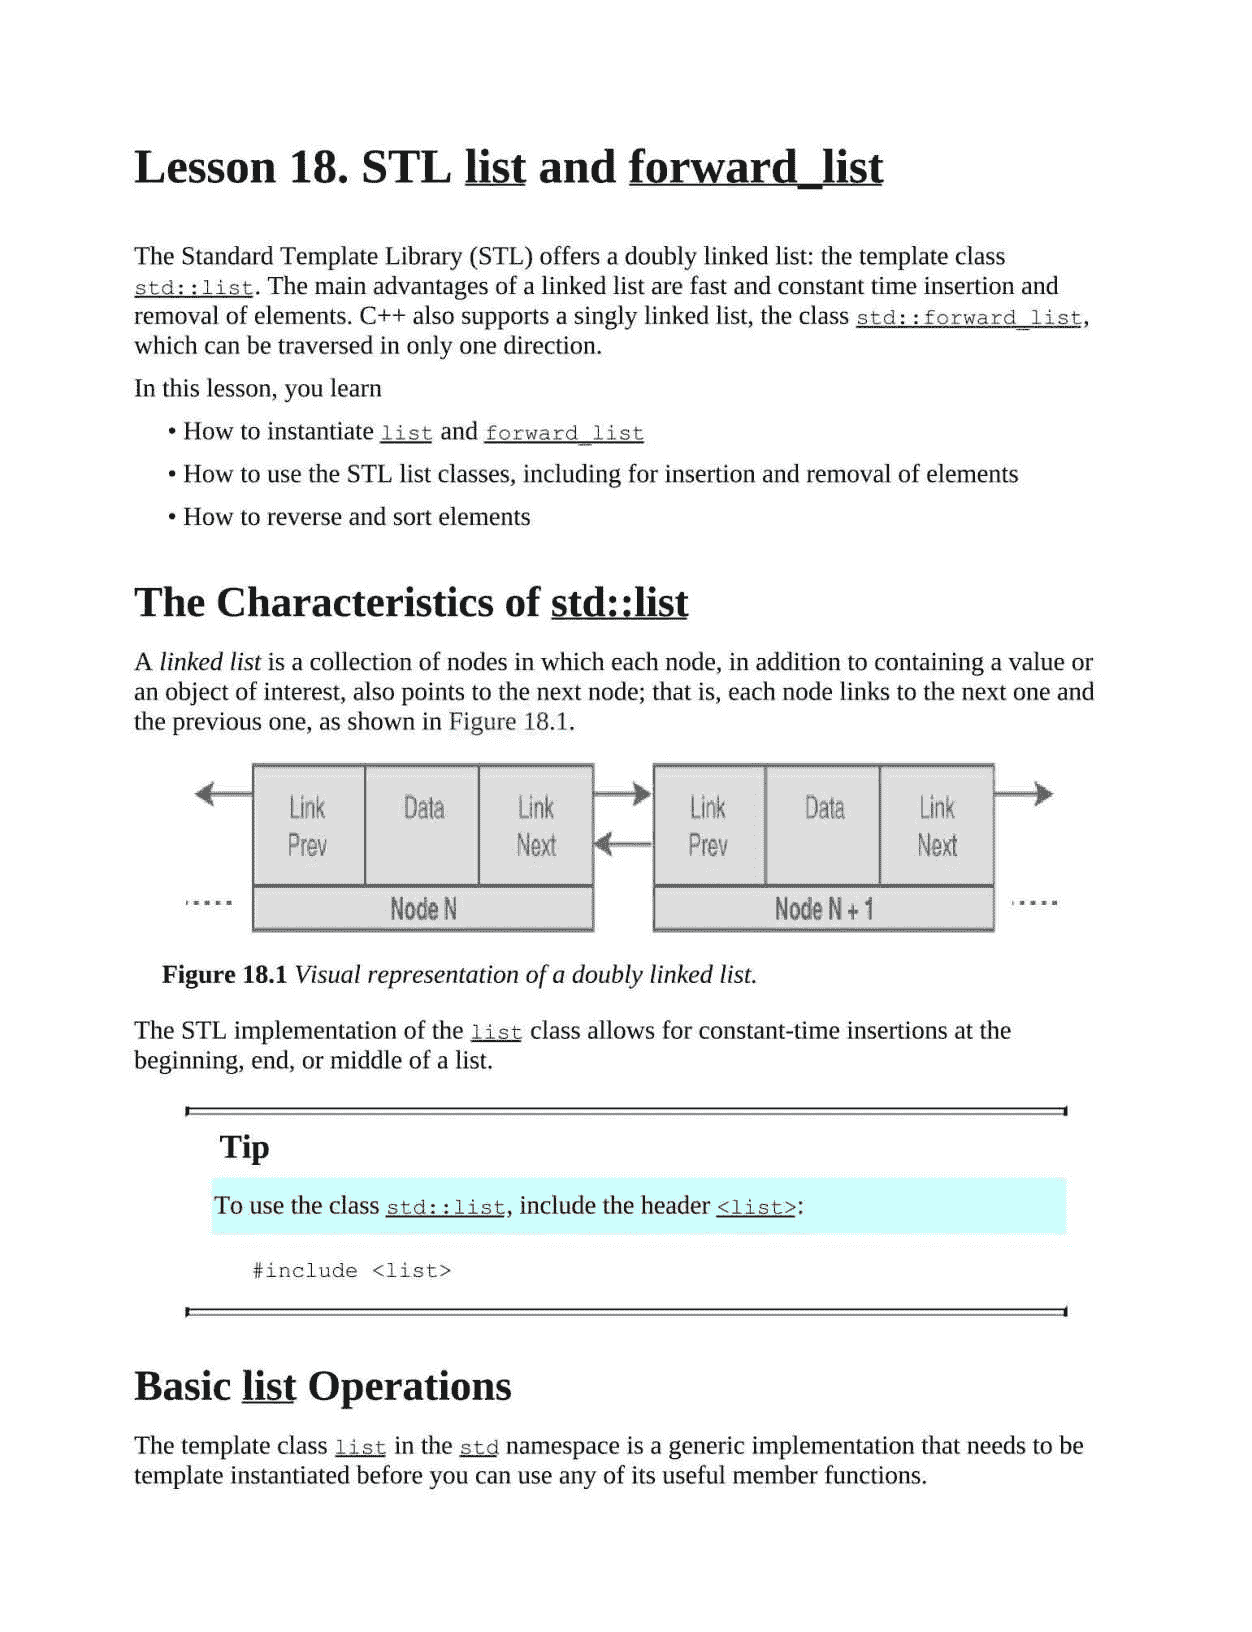 Lesson 18. STL list and forward_list
The Standard Template Library (STL) offers a doubly linked list: the template class
std::list. The main advantages of a linked list are fast and constant time insertion and
removal of elements. C++ also supports a singly linked list, the class std::forward_list,
which can be traversed in only one direction.
In this lesson, you learn
• How to instantiate list and forward_list
• How to use the STL list classes, including for insertion and removal of elements
• How to reverse and sort elements
The Characteristics of std::list
A linked list is a collection of nodes in which each node, in addition to containing a value or
an object of interest, also points to the next node; that is, each node links to the next one and
the previous one, as shown in Figure 18.1.
Link Data Link Link Data Link
Prev Next Prev Next
Node N Node N + 1
Figure 18.1 Visual representation of a doubly linked list.
The STL implementation of the list class allows for constant-time insertions at the
beginning, end, or middle of a list.
Tip
To use the class std::list, include the header <list>:
#include <list>
Basic list Operations
The template class list in the std namespace is a generic implementation that needs to be
template instantiated before you can use any of its useful member functions.